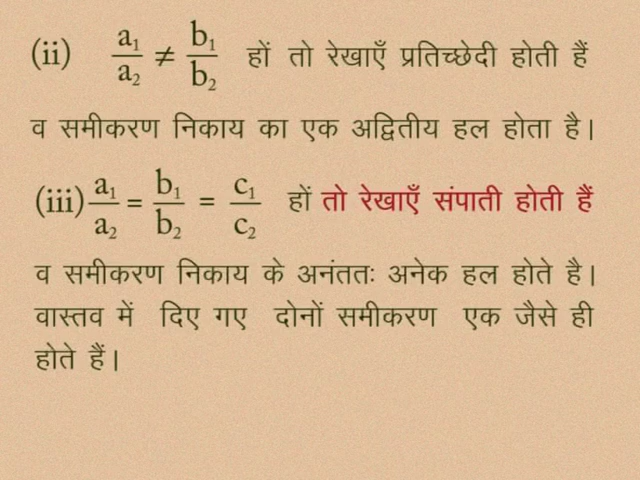 (ii) a₁/a₂ ≠ b₁/b₂ हों तो रेखाएँ प्रतिच्छेदी होती हैं
व समीकरण निकाय का एक अद्वितीय हल होता है।
(iii) a₁/a₂ = b₁/b₂ = c₁/c₂ हों तो रेखाएँ संपाती होती हैं
व समीकरण निकाय के अनंततः अनेक हल होते है।
वास्तव में दिए गए दोनों समीकरण एक जैसे ही
होते हैं।